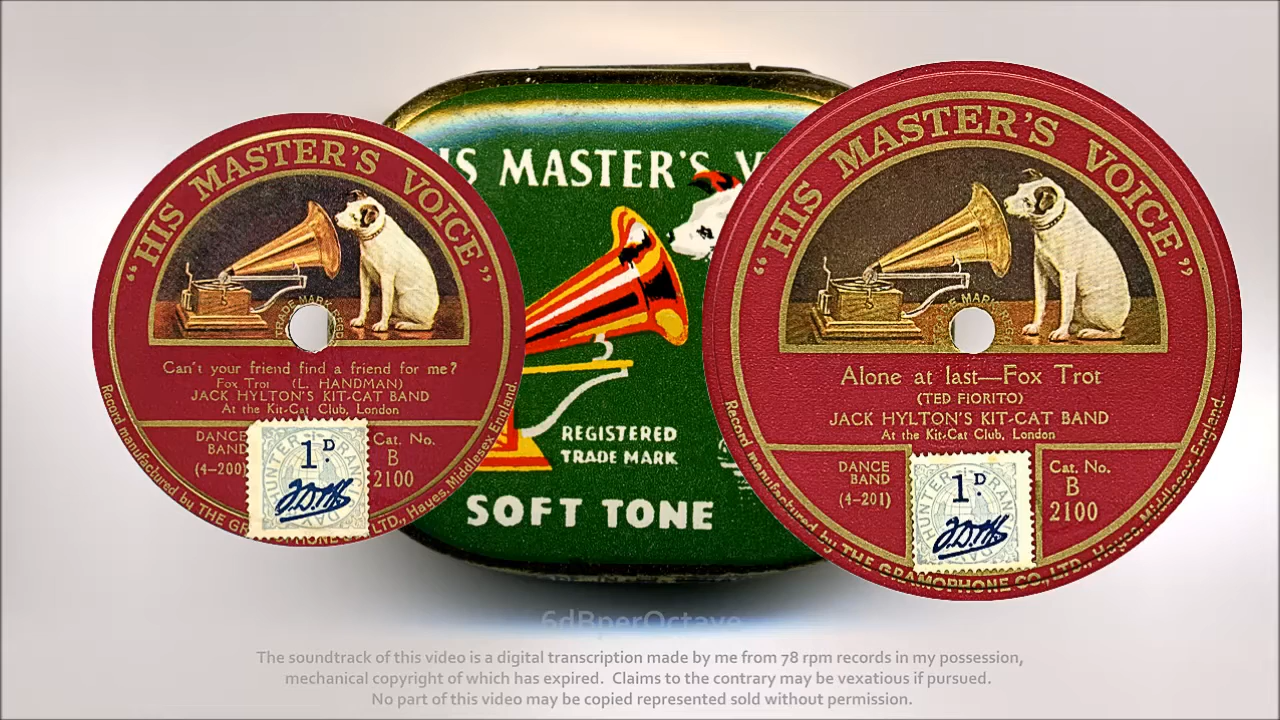 “HIS MASTER'S VOICE”
TRADE MARK
Can't your friend find a friend for me?
Fox Trot (L. HANDMAN)
JACK HYLTON'S KIT-CAT BAND
At the Kit-Cat Club, London
DANCE
BAND
(4-200)
1D.
Cat. No.
B
2100
Record manufactured by THE GR PHONE CO LTD., Hayes, Middlesex, England.
IS MASTER'S V
REGISTERED
TRADE MARK
SOFT TONE
“HIS MASTER'S VOICE”
DE MARK
Alone at last—Fox Trot
(TED FIORITO)
JACK HYLTON'S KIT-CAT BAND
At the Kit-Cat Club, London
DANCE
BAND
(4-201)
1D
Cat. No.
B
2100
Record manufactured by THE GRAMOPHONE CO., LTD., Hayes, Middlesex, England.
6dBperOctave
The soundtrack of this video is a digital transcription made by me from 78 rpm records in my possession,
mechanical copyright of which has expired.  Claims to the contrary may be vexatious if pursued.
No part of this video may be copied represented sold without permission.